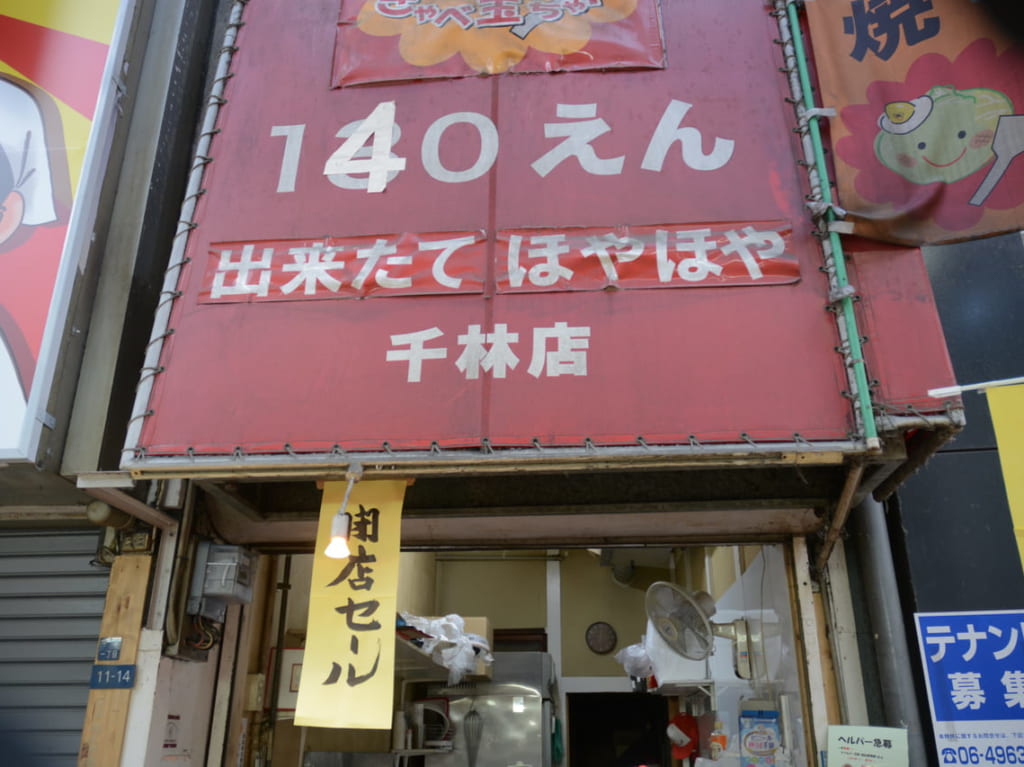 きゃべ玉ちゃん
140えん
出来たて ほやほや
千林店
焼
閉店セール
11-14
ヘルパー急募
テナント
募集
☎06-4963